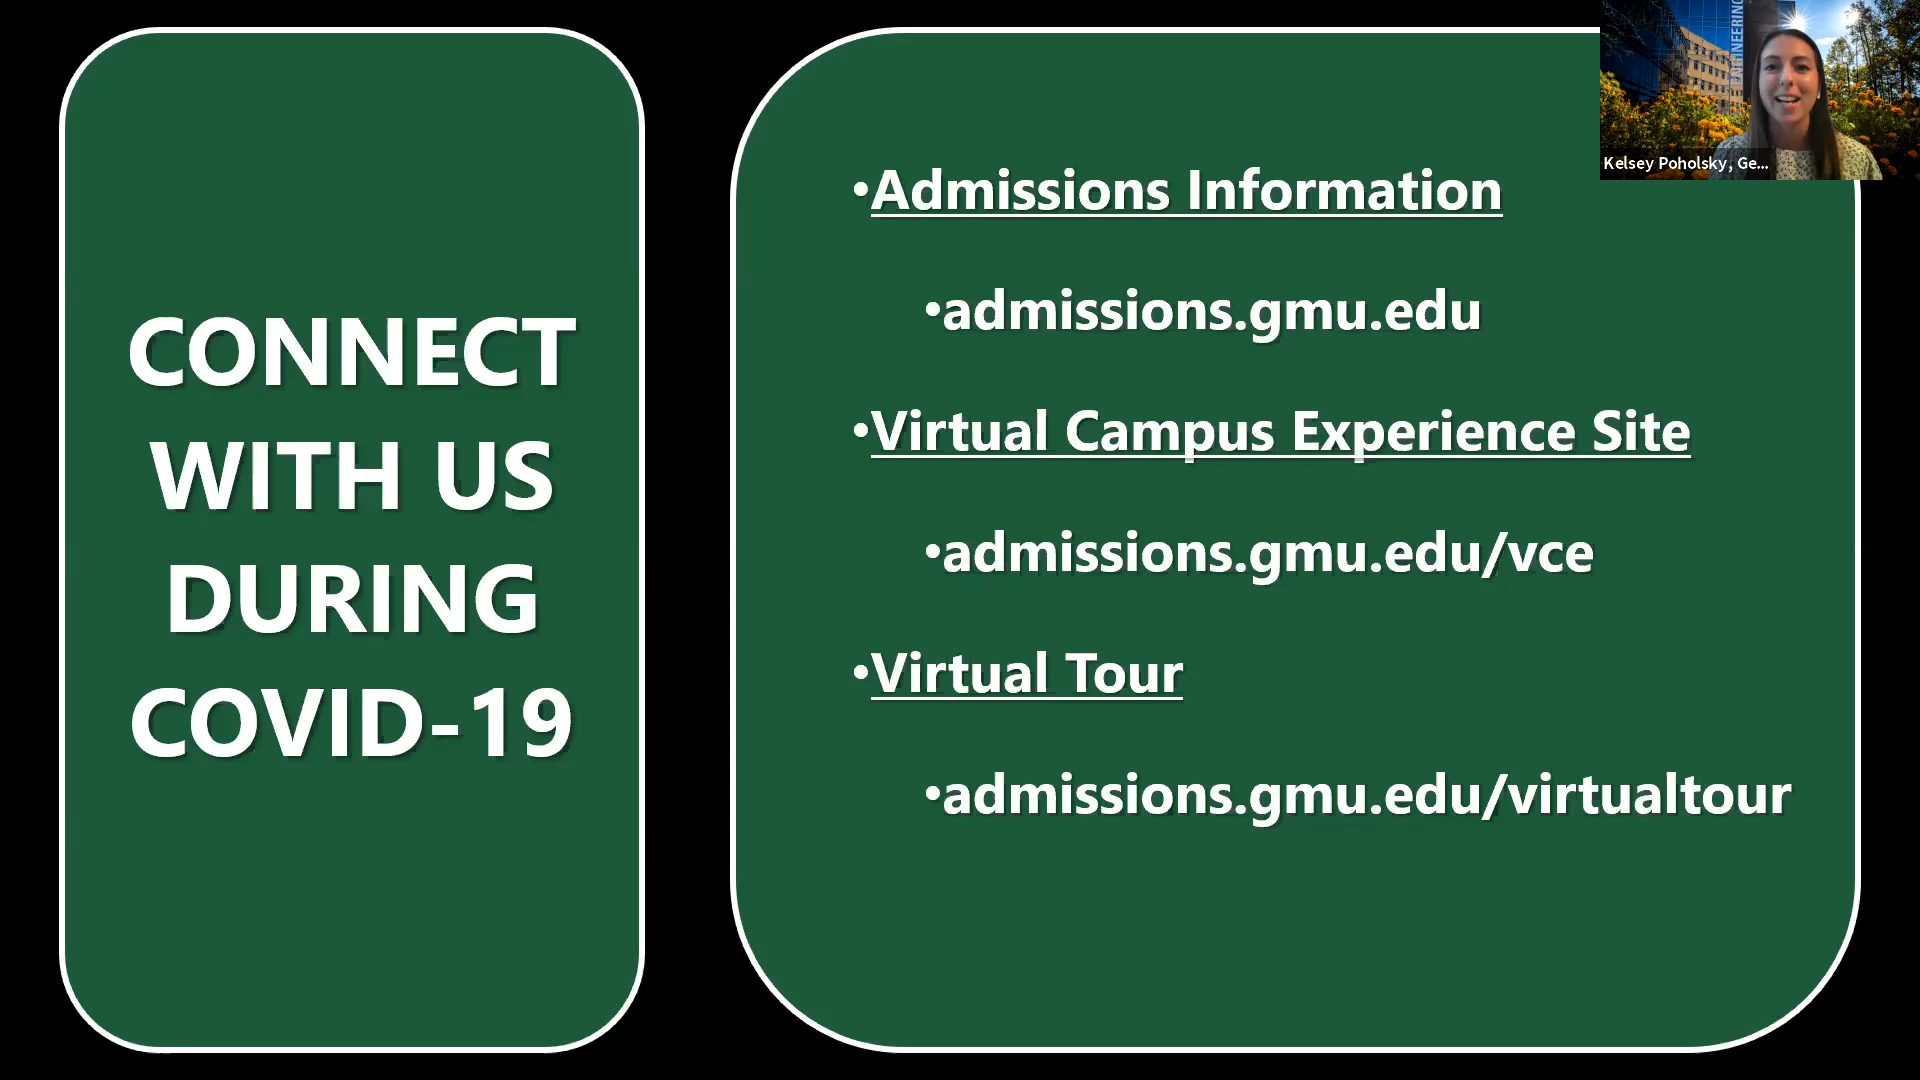 CONNECT
WITH US
DURING
COVID-19
•Admissions Information
•admissions.gmu.edu
•Virtual Campus Experience Site
•admissions.gmu.edu/vce
•Virtual Tour
•admissions.gmu.edu/virtualtour
Kelsey Poholsky, Ge...